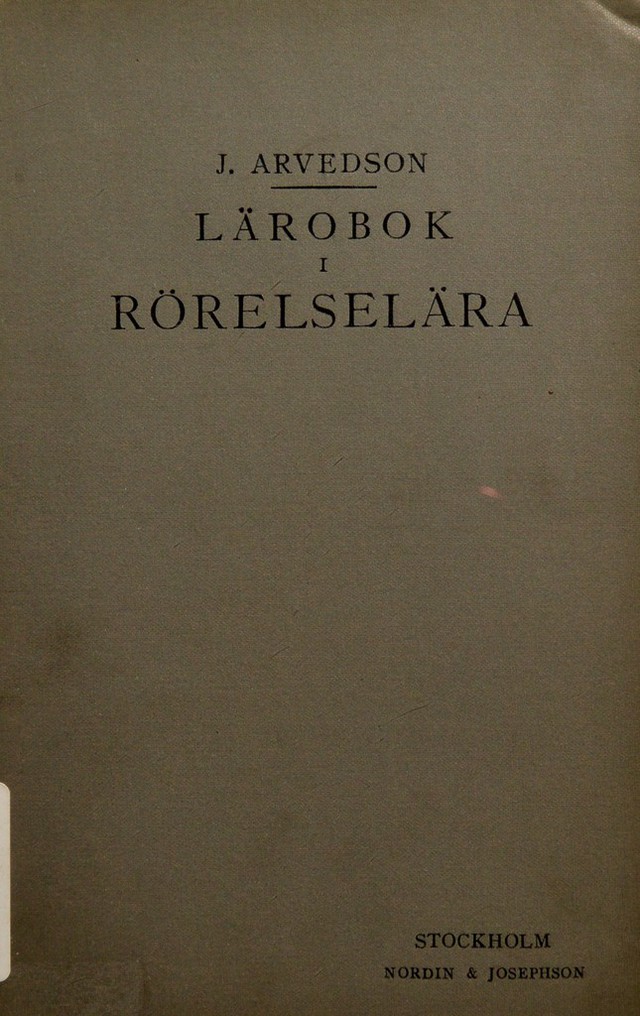 J. ARVEDSON
LÄROBOK
I
RÖRELSELÄRA
STOCKHOLM
NORDIN & JOSEPHSON